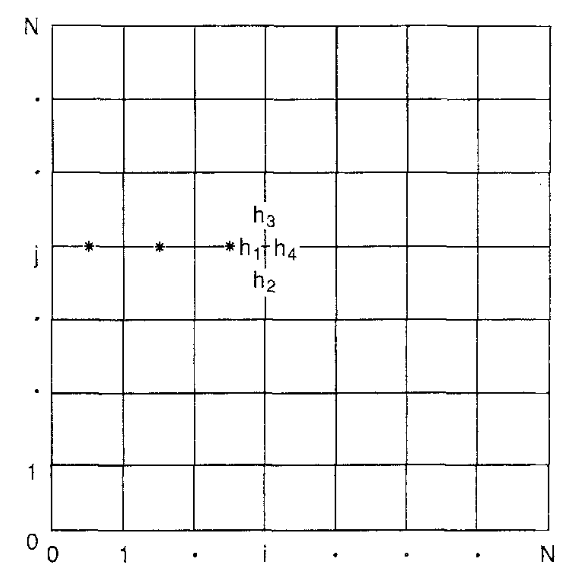 N
h₃
j * * * h₁ h₄
h₂
1
0
0 1 . i . . . N